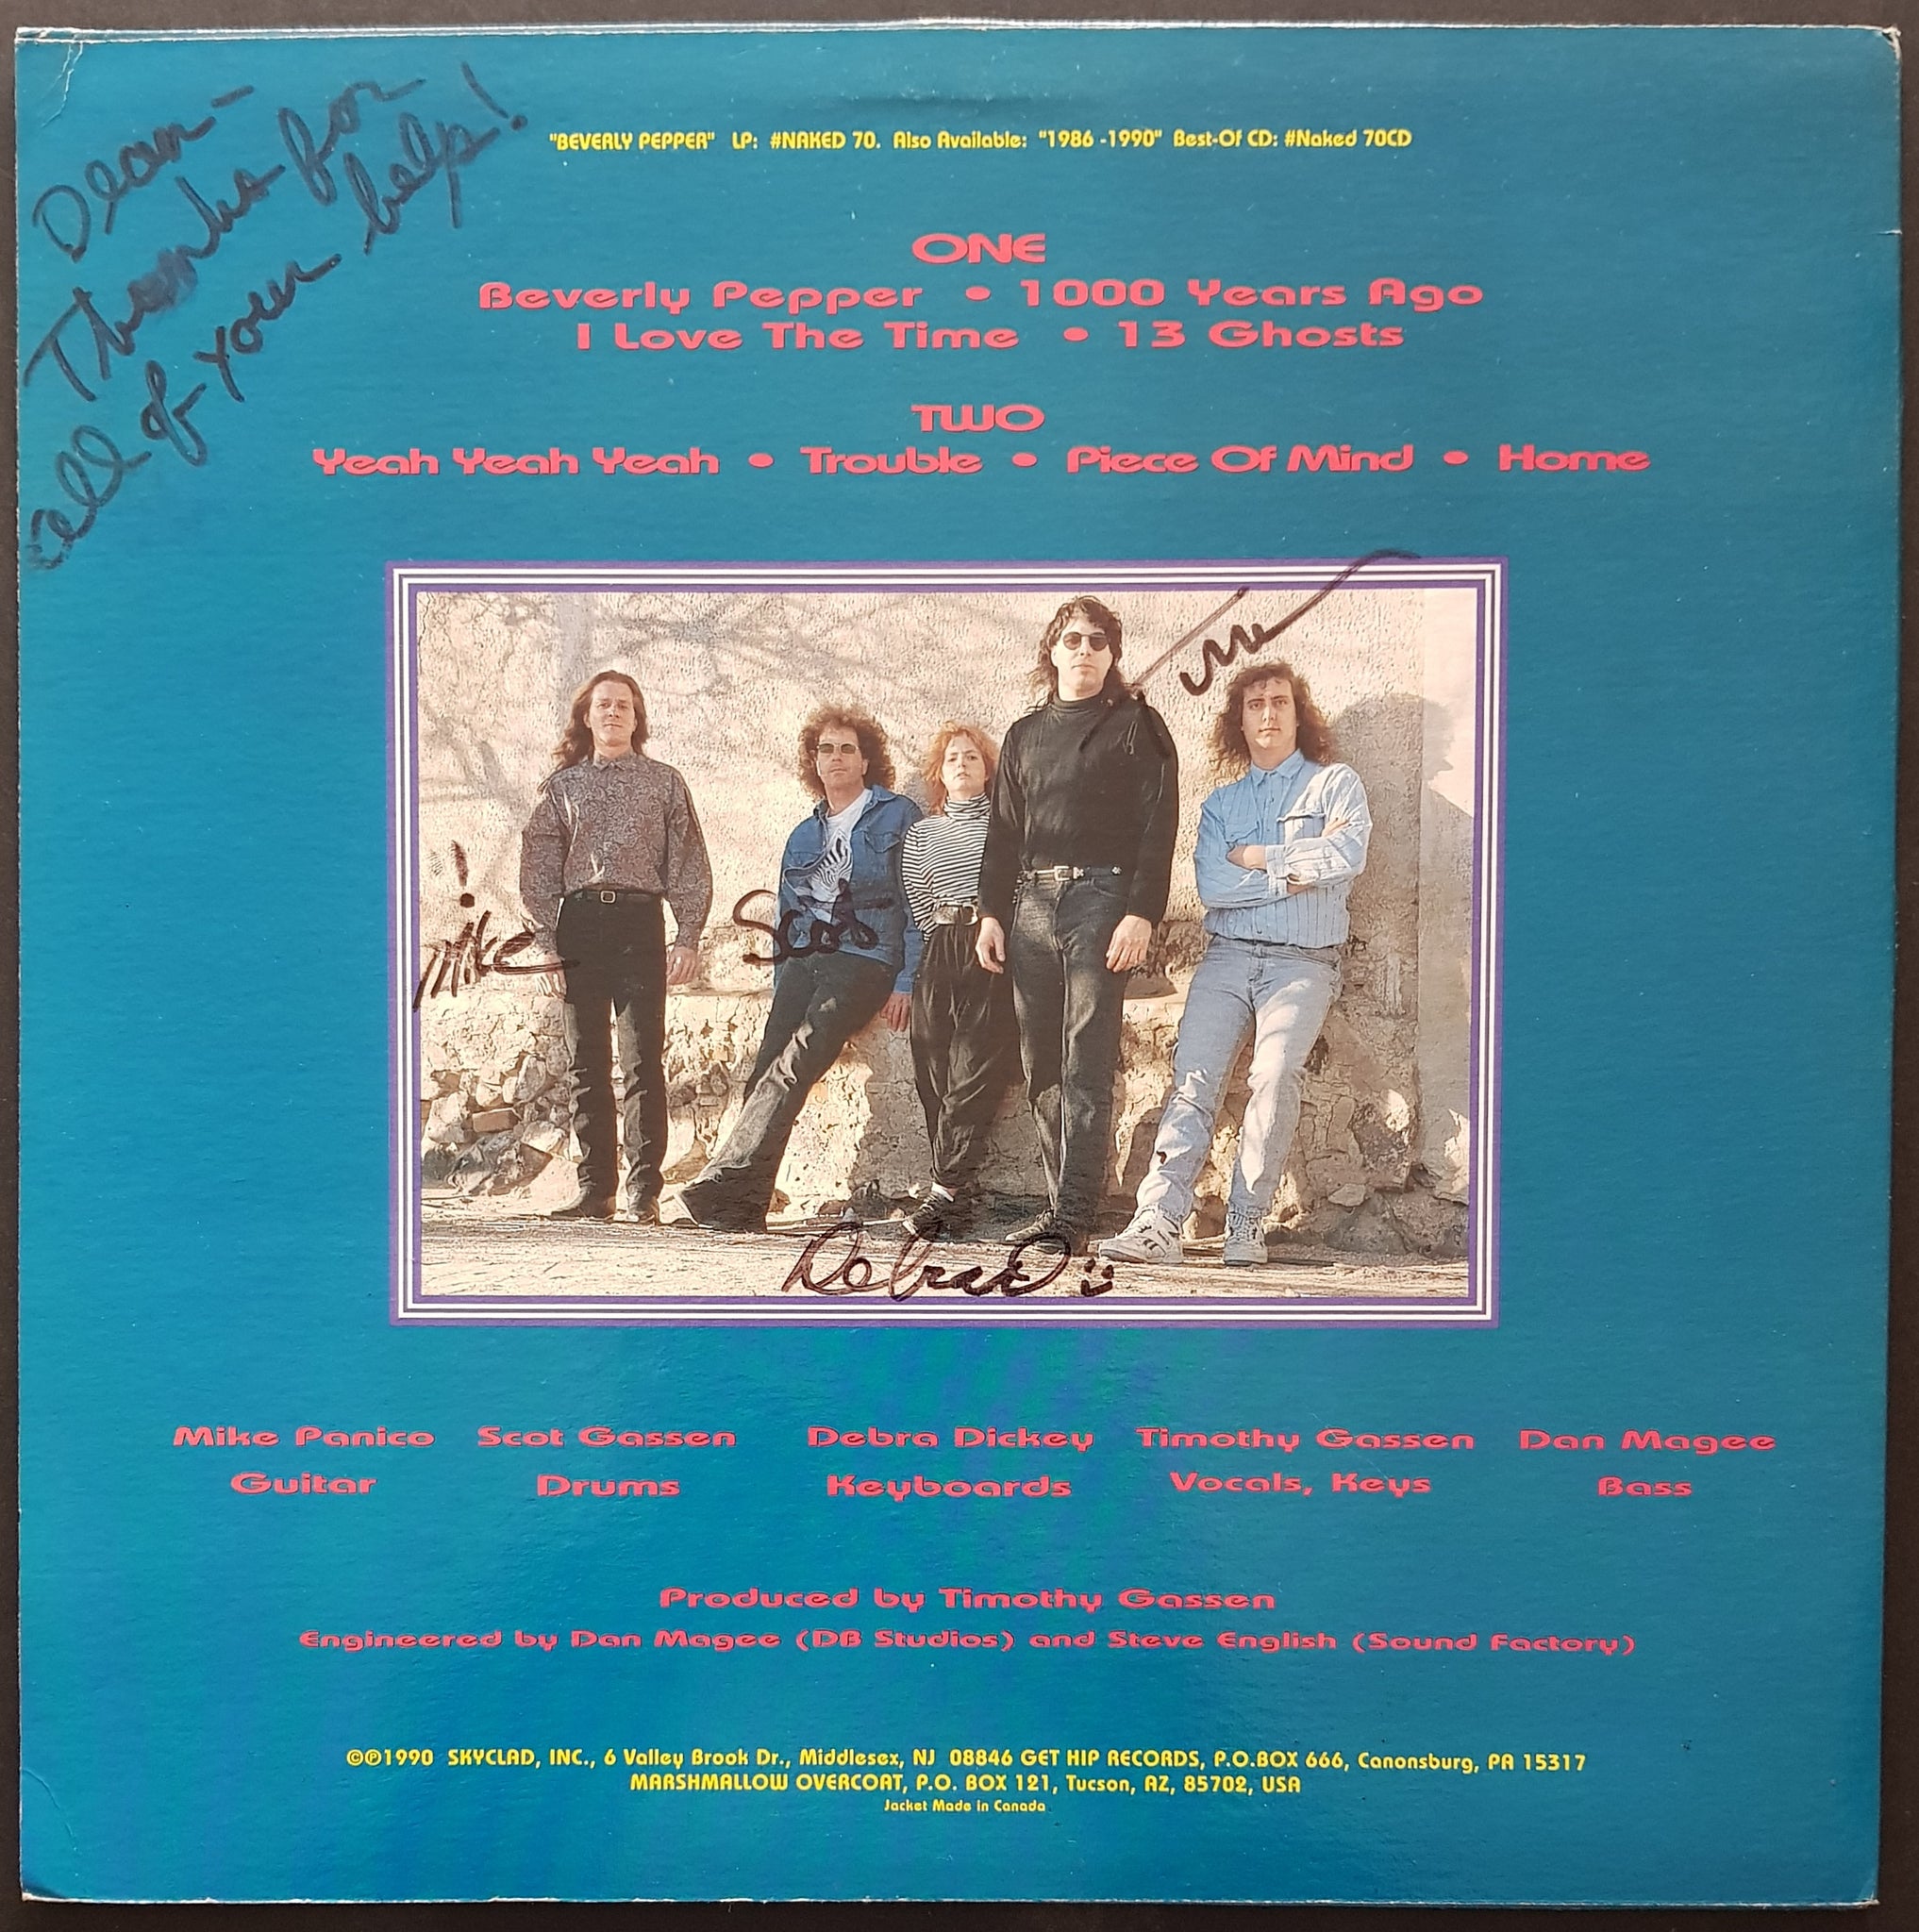 Dean-
Thanks for
all of your help!
"BEVERLY PEPPER" LP: #NAKED 70. Also Available: "1986 -1990" Best-Of CD: #Naked 70CD
ONE
Beverly Pepper • 1000 Years Ago
I Love The Time • 13 Ghosts
TWO
Yeah Yeah Yeah • Trouble • Piece Of Mind • Home
Mike!
Scot
Debra D
Mike Panico Scot Gassen Debra Dickey Timothy Gassen Dan Magee
Guitar Drums Keyboards Vocals, Keys Bass
Produced by Timothy Gassen
Engineered by Dan Magee (DB Studios) and Steve English (Sound Factory)
©℗1990 SKYCLAD, INC., 6 Valley Brook Dr., Middlesex, NJ 08846 GET HIP RECORDS, P.O.BOX 666, Canonsburg, PA 15317
MARSHMALLOW OVERCOAT, P.O. BOX 121, Tucson, AZ, 85702, USA
Jacket Made in Canada